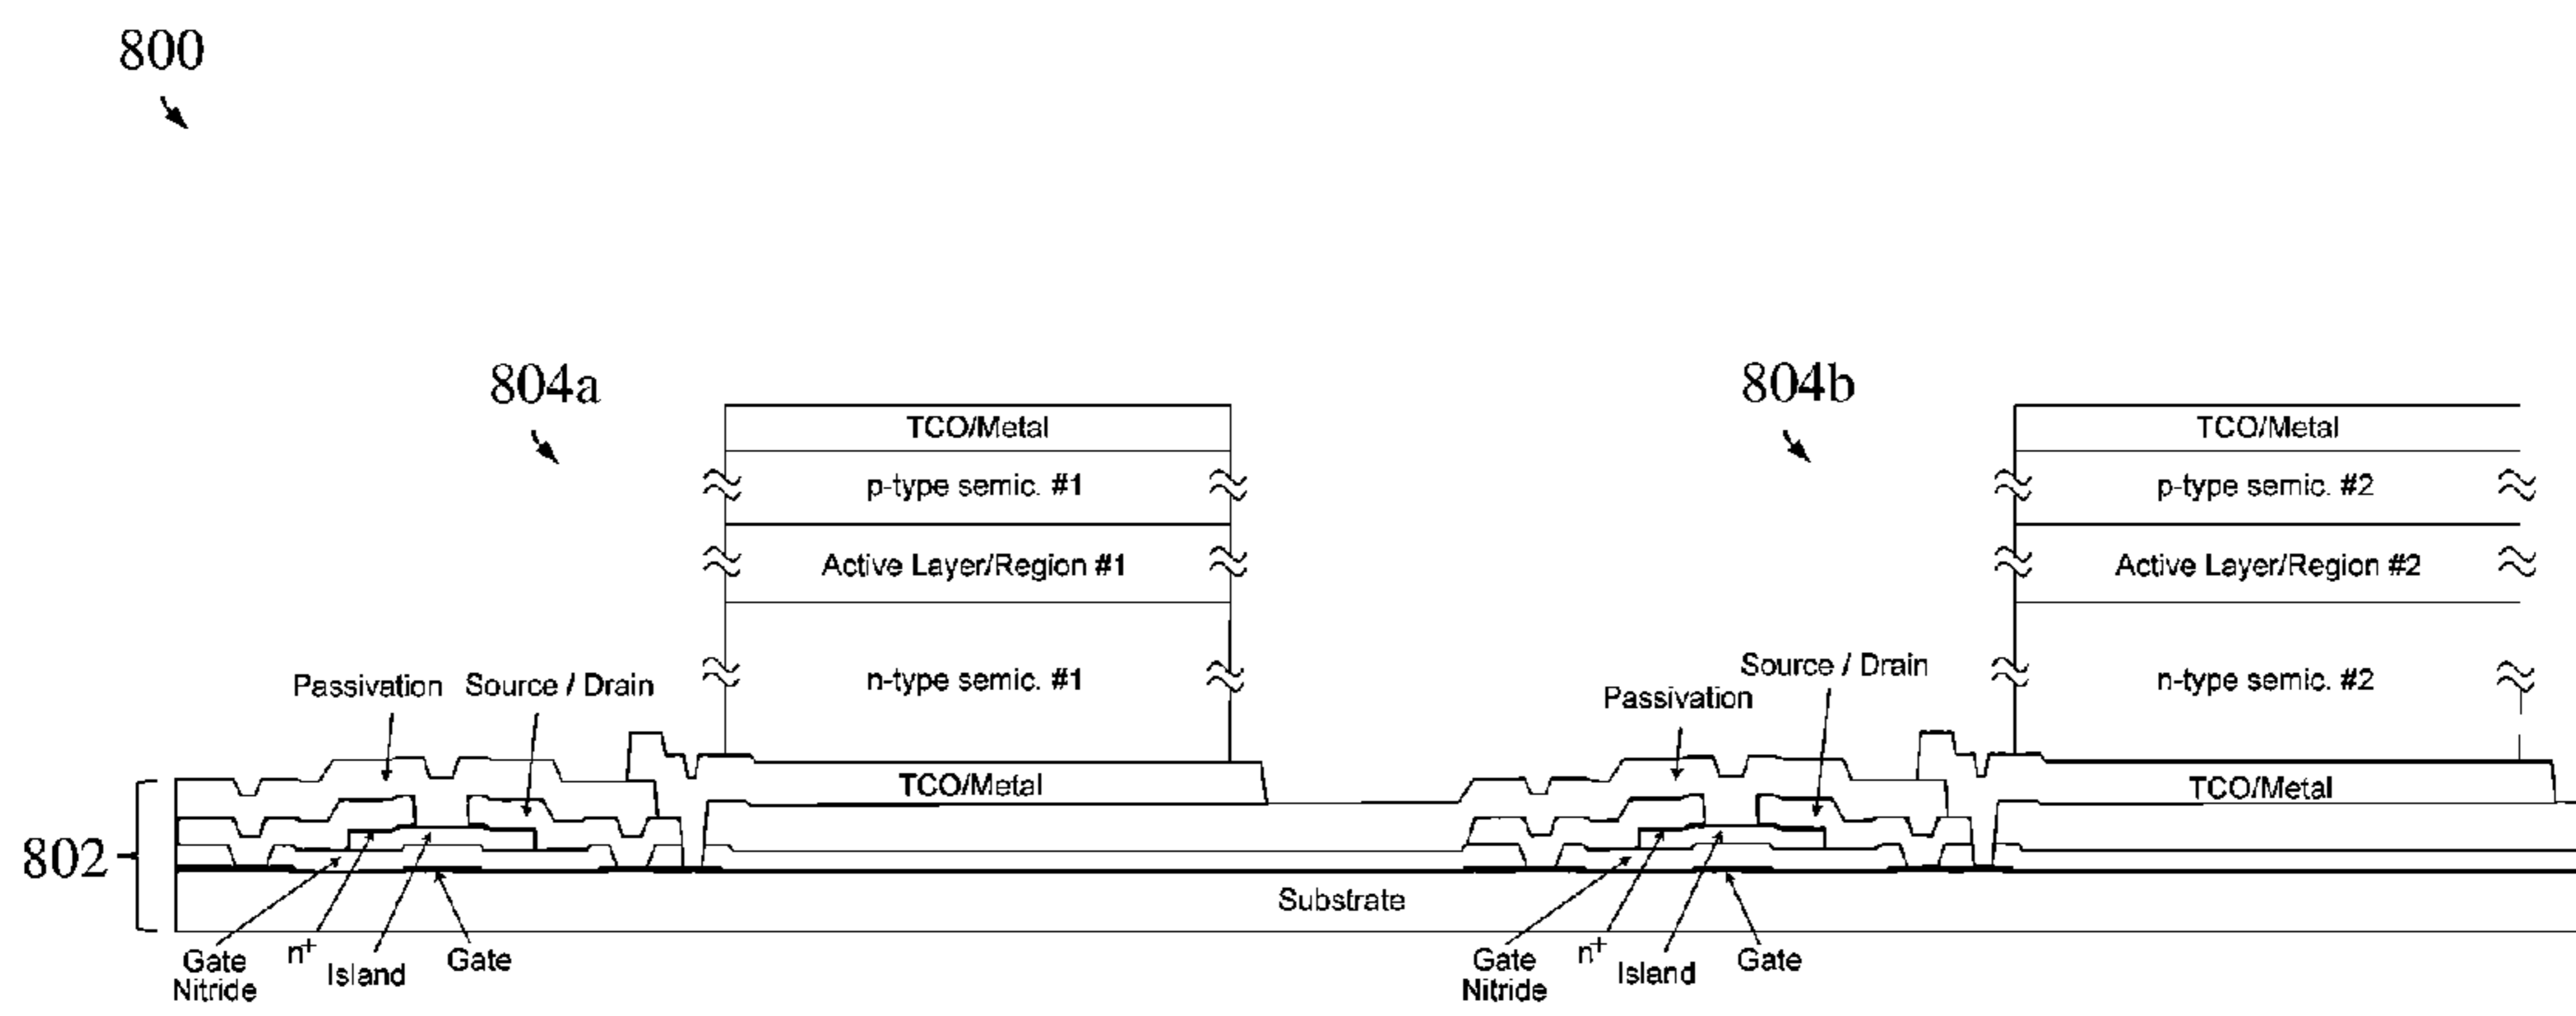 800
804a
804b
TCO/Metal
TCO/Metal
p-type semic. #1
p-type semic. #2
Active Layer/Region #1
Active Layer/Region #2
n-type semic. #1
n-type semic. #2
Passivation
Source / Drain
Passivation
Source / Drain
TCO/Metal
TCO/Metal
802
Substrate
Gate
Nitride
n+
Island
Gate
Gate
Nitride
n+
Island
Gate